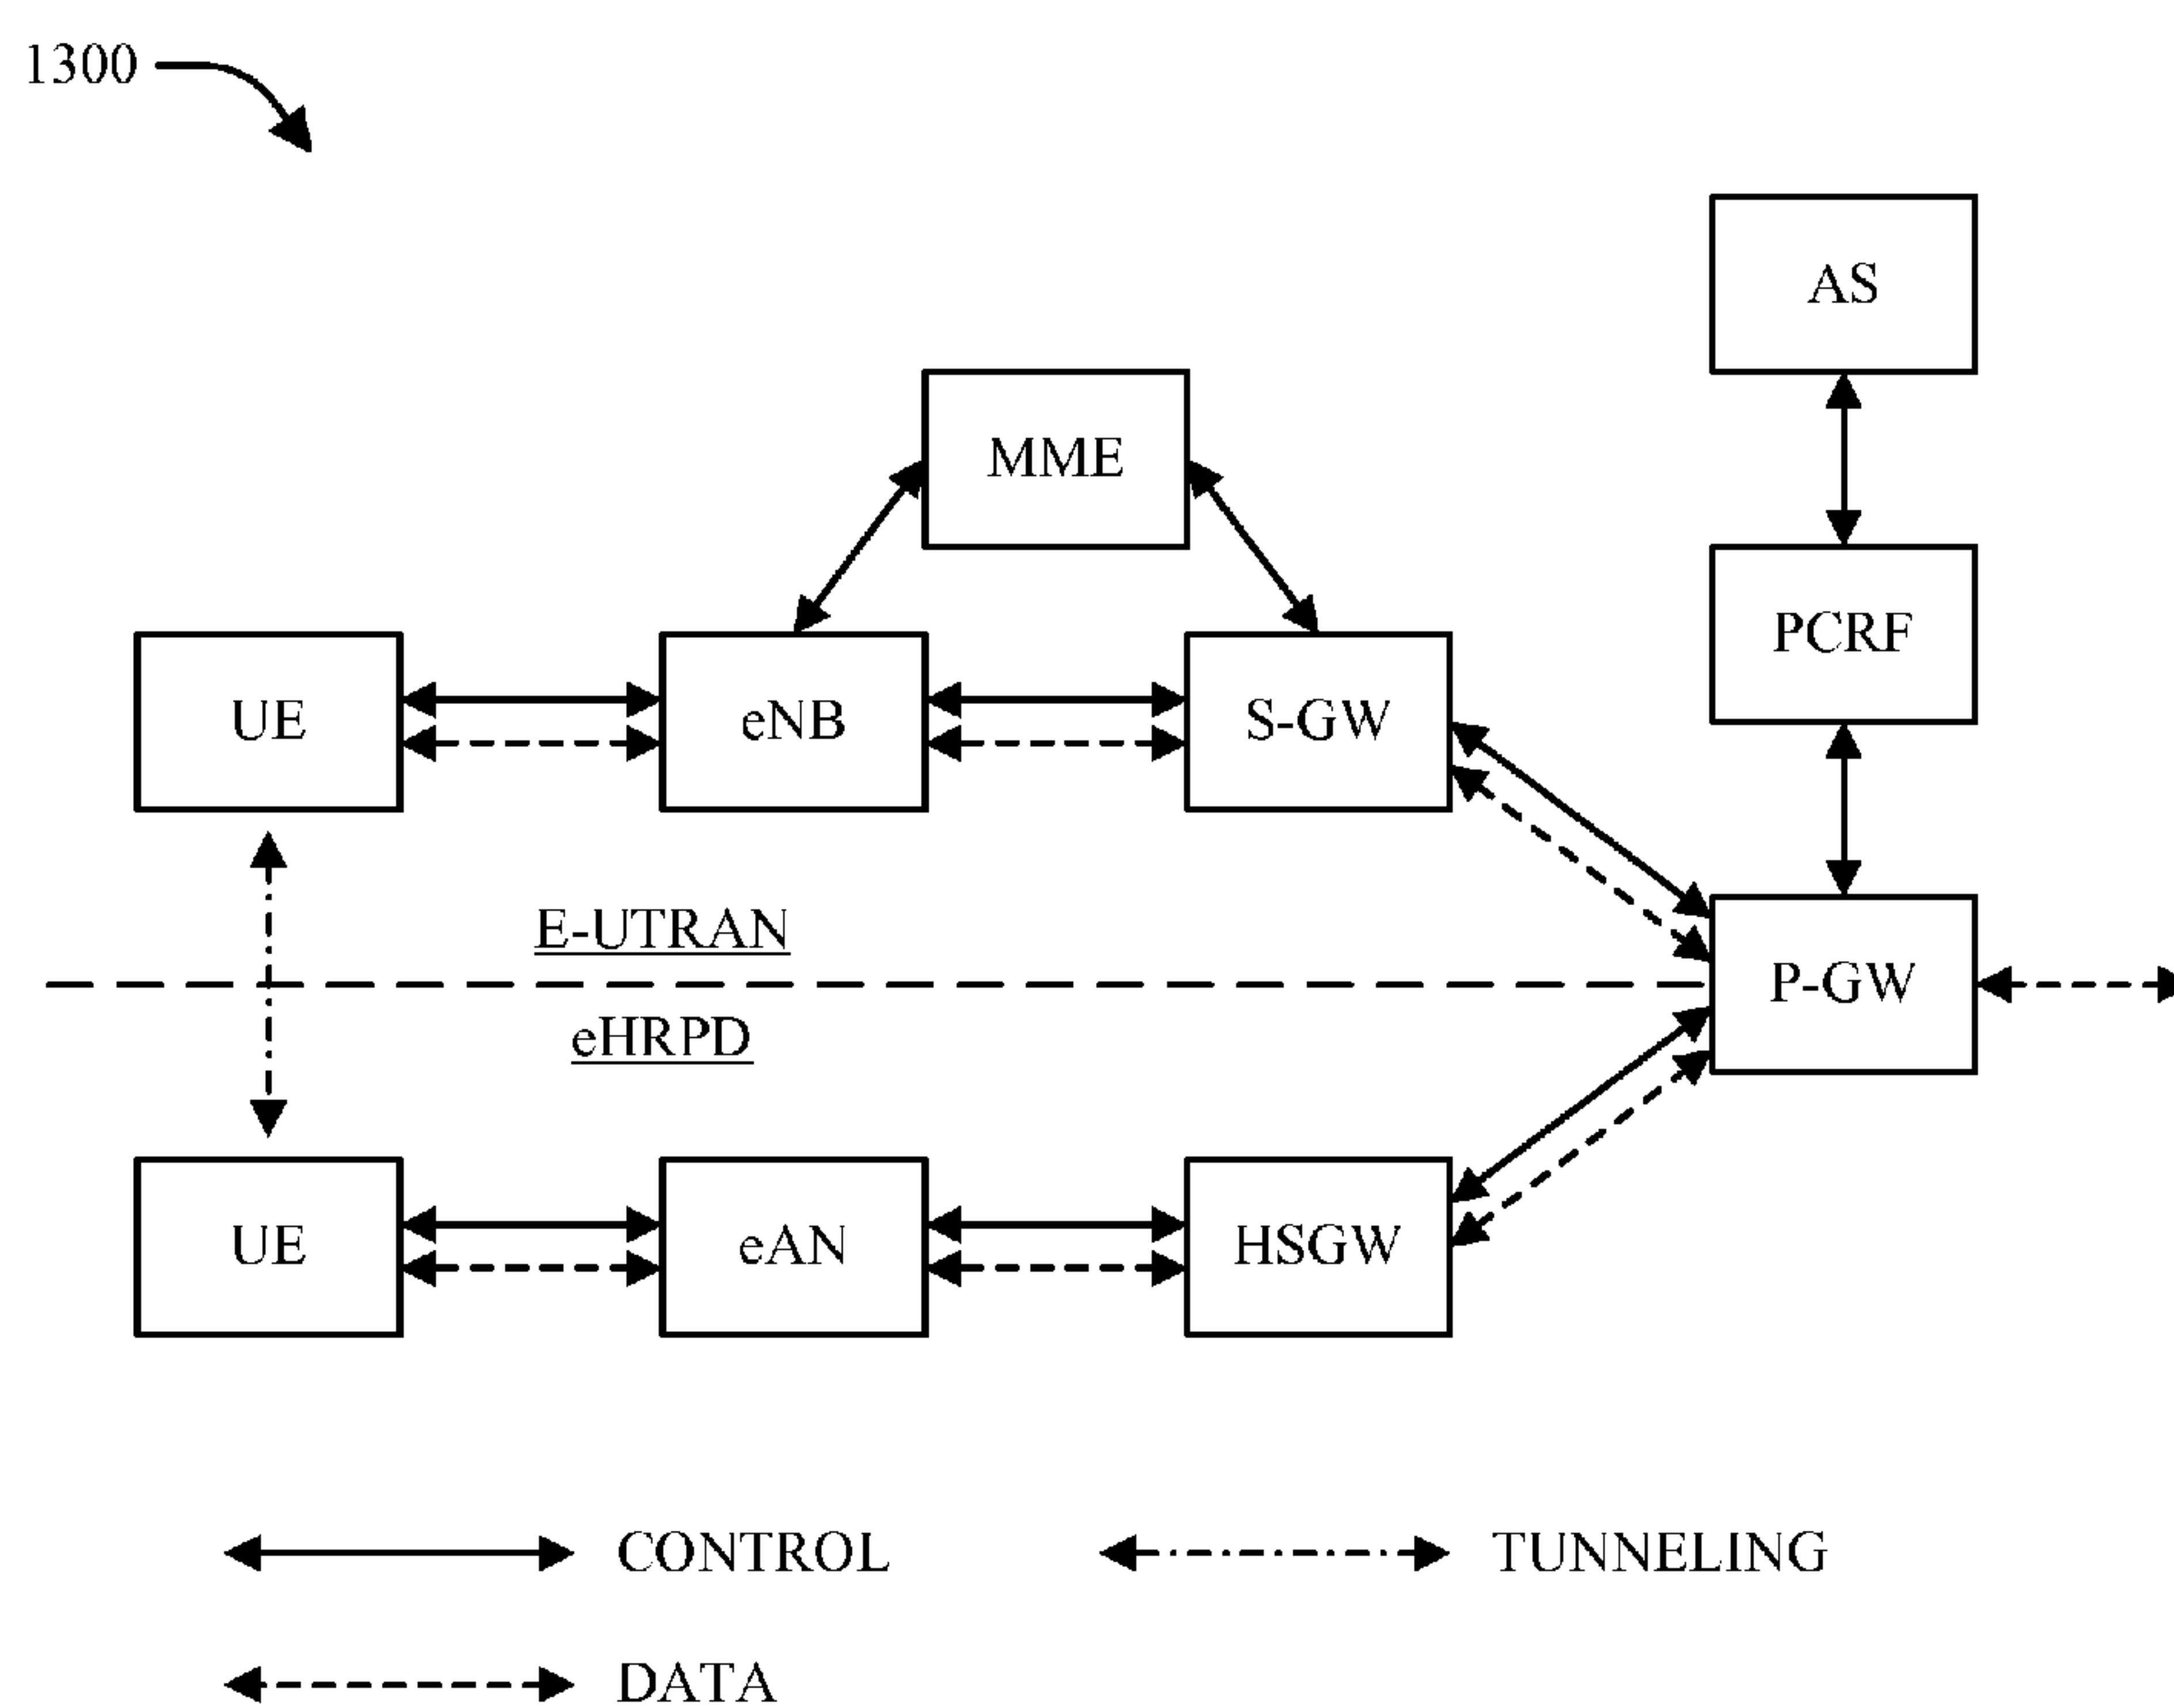 1300
AS
MME
PCRF
UE
eNB
S-GW
E-UTRAN
P-GW
eHRPD
UE
eAN
HSGW
CONTROL
TUNNELING
DATA